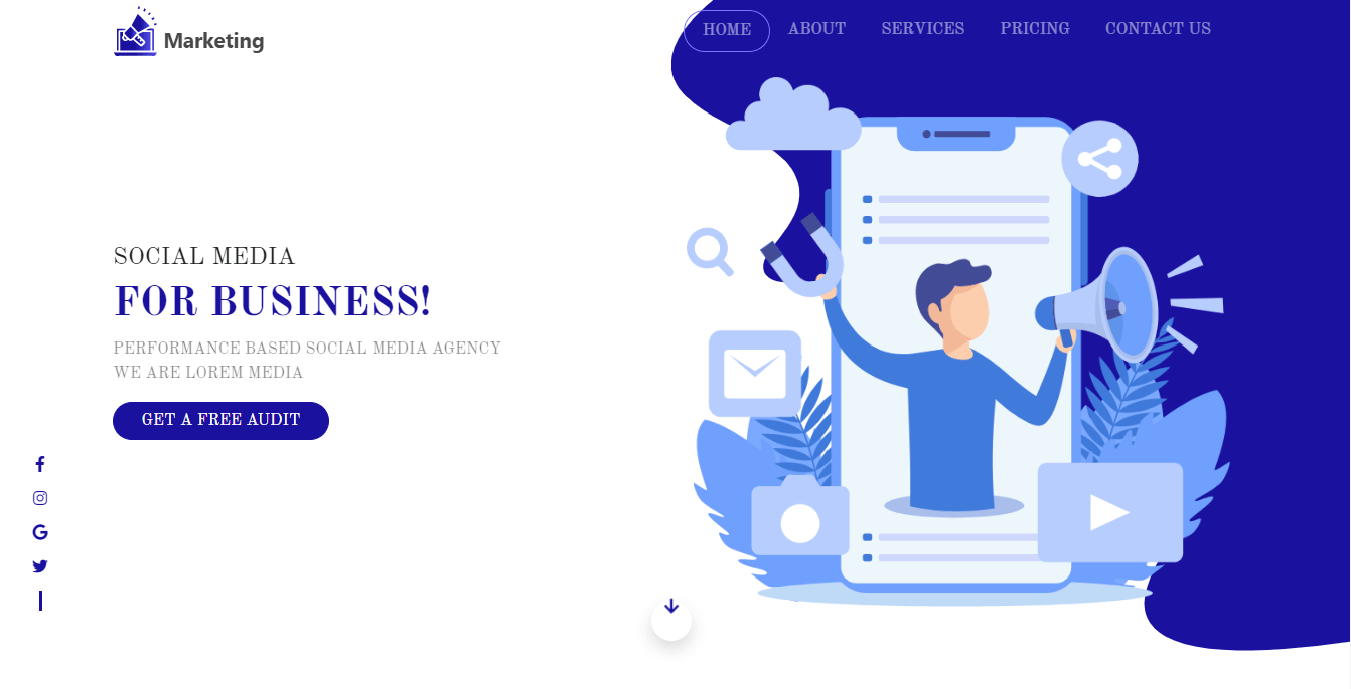 Marketing
HOME ABOUT SERVICES PRICING CONTACT US
SOCIAL MEDIA
FOR BUSINESS!
PERFORMANCE BASED SOCIAL MEDIA AGENCY
WE ARE LOREM MEDIA
GET A FREE AUDIT